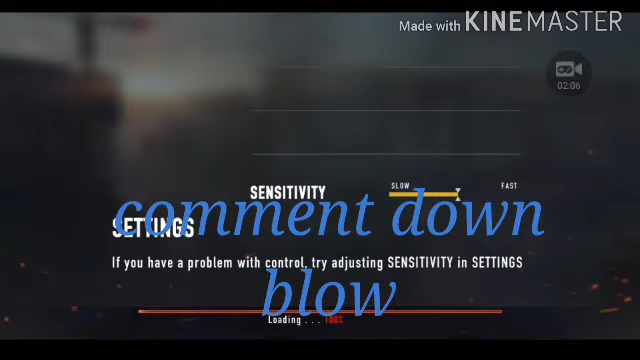 Made with KINEMASTER
02:06
SLOW FAST
SENSITIVITY
comment down
SETTINGS
If you have a problem with control, try adjusting SENSITIVITY in SETTINGS
blow
Loading . . . 100%